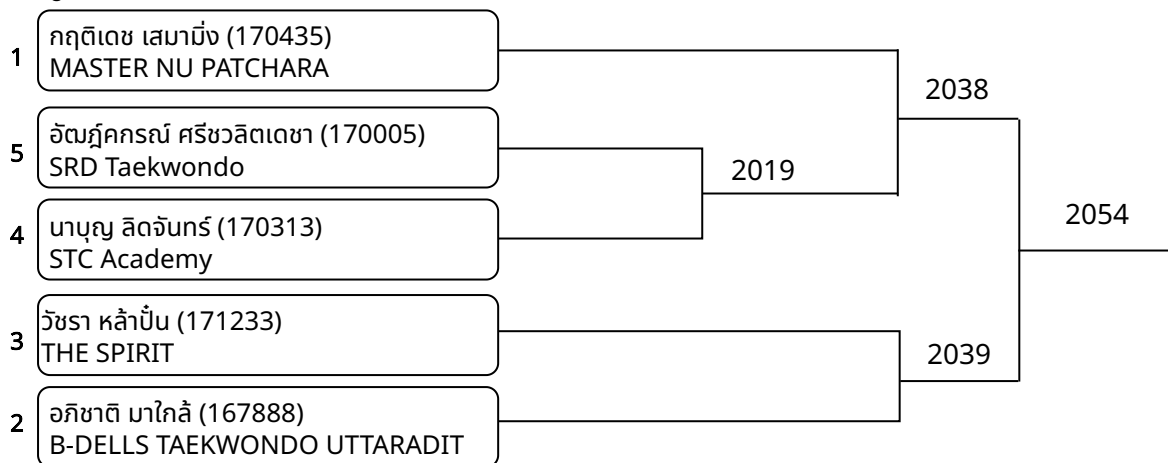 1
กฤติเดช เสมามิ่ง (170435)
MASTER NU PATCHARA
5
อัฒฎ์คกรณ์ ศรีชวลิตเดชา (170005)
SRD Taekwondo
4
นาบุญ ลิดจันทร์ (170313)
STC Academy
3
วัชรา หล้าปั๋น (171233)
THE SPIRIT
2
อภิชาติ มาใกล้ (167888)
B-DELLS TAEKWONDO UTTARADIT
2038
2019
2054
2039